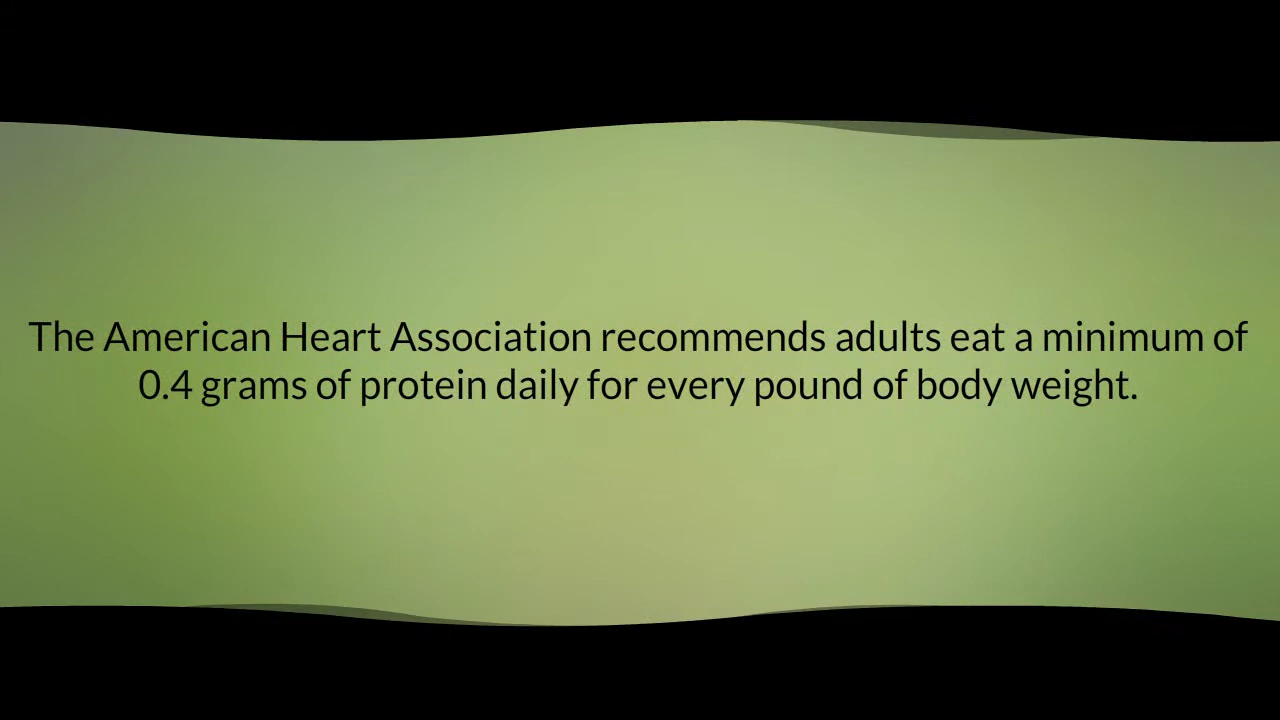 The American Heart Association recommends adults eat a minimum of
0.4 grams of protein daily for every pound of body weight.